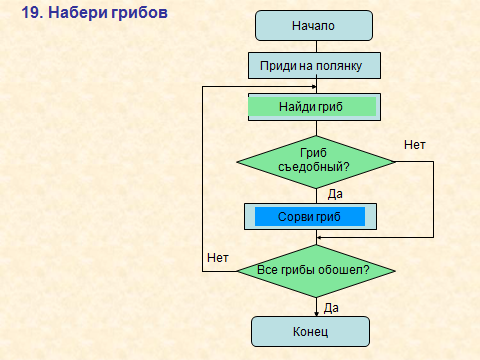 19. Набери грибов
Начало
Приди на полянку
Найди гриб
Гриб
съедобный?
Нет
Да
Сорви гриб
Нет
Все грибы обошел?
Да
Конец